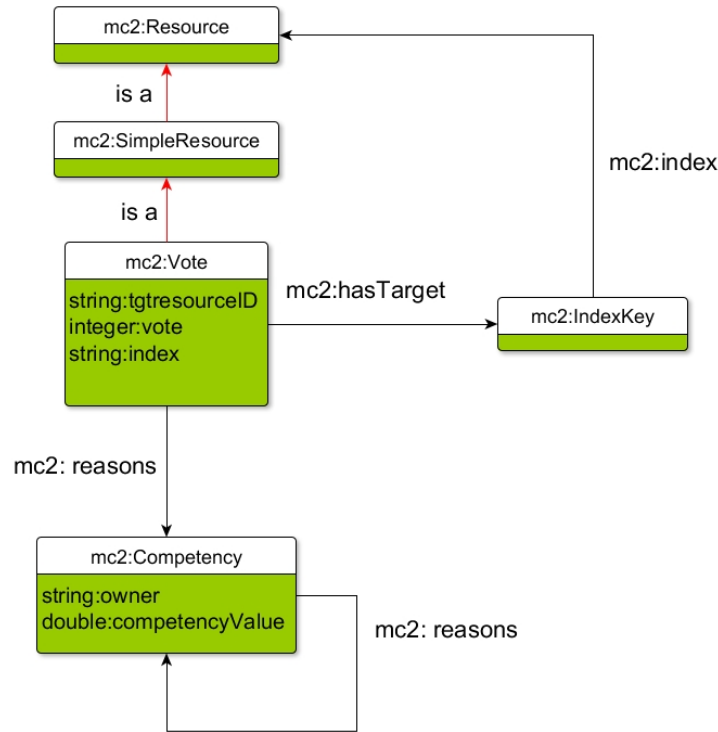 mc2:Resource
is a
mc2:SimpleResource
mc2:index
is a
mc2:Vote
string:tgtresourceID
integer:vote
string:index
mc2:hasTarget
mc2:IndexKey
mc2: reasons
mc2:Competency
string:owner
double:competencyValue
mc2: reasons